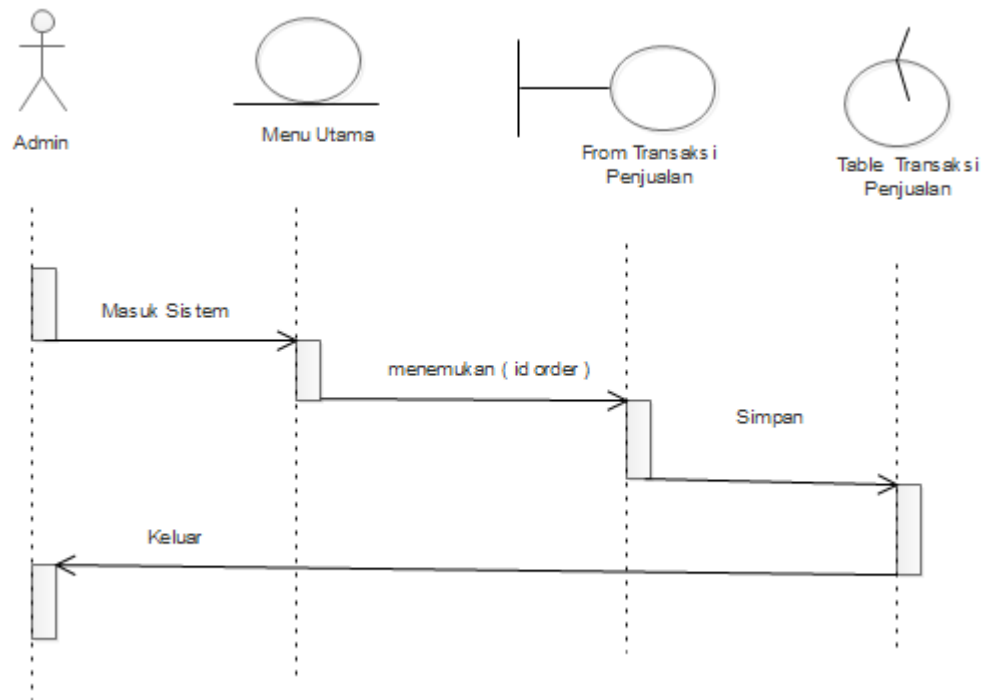 Admin
Menu Utama
From Transaksi
Penjualan
Table Transaksi
Penjualan
Masuk Sistem
menemukan ( id order )
Simpan
Keluar